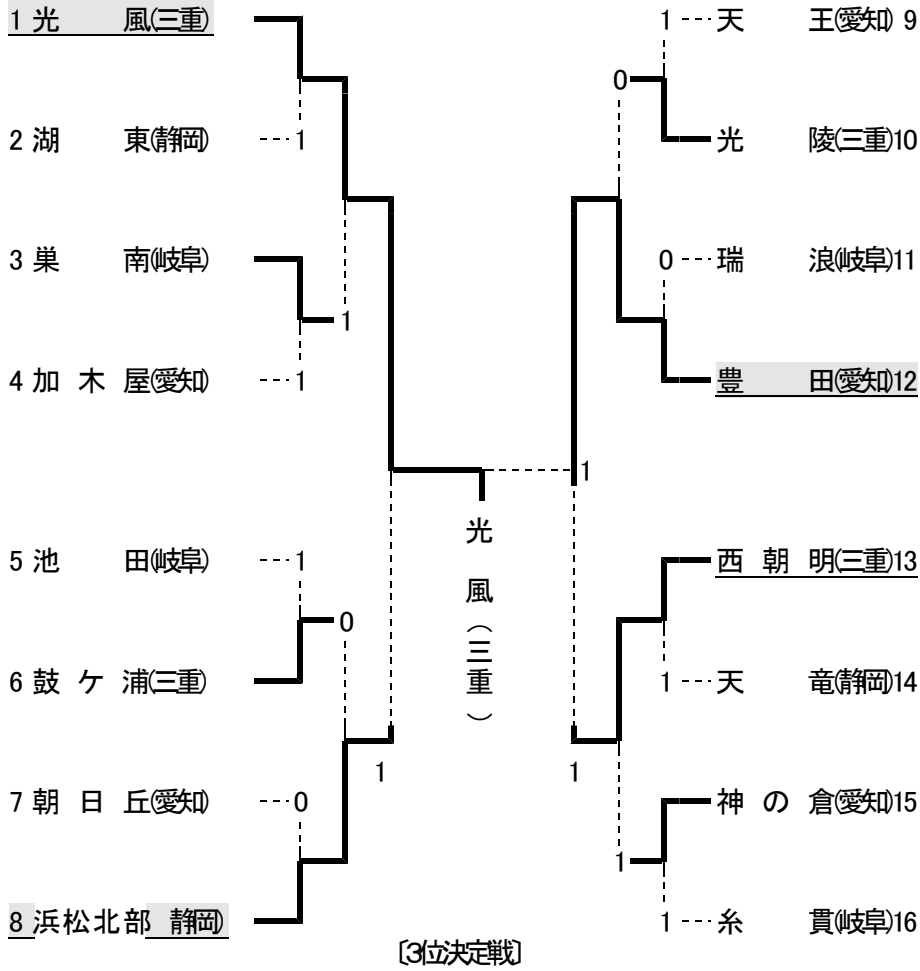 1 光 風(三重)
1
2 湖 東(静岡)
3 巣 南(岐阜)
1
4 加 木 屋(愛知)
1
5 池 田(岐阜)
1
0
6 鼓 ケ 浦(三重)
1
7 朝 日 丘(愛知)
0
8 浜松北部 静岡)
光風(三重)
1
1 天 王(愛知) 9
0
光 陵(三重)10
0 瑞 浪(岐阜)11
豊 田(愛知)12
西 朝 明(三重)13
1 天 竜(静岡)14
1
神 の 倉(愛知)15
1
1 糸 貫(岐阜)16
〔3位決定戦〕